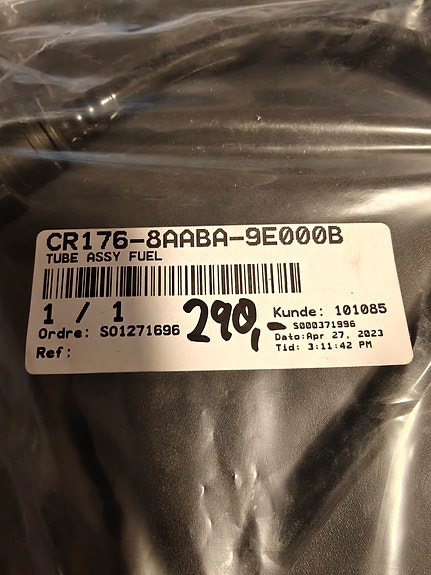 CR176-8AABA-9E000B
TUBE ASSY FUEL
1 / 1
290,-
Kunde: 101085
Ordre: SO1271696
S000371996
Dato:Apr 27, 2023
Ref:
Tid: 3:11:42 PM